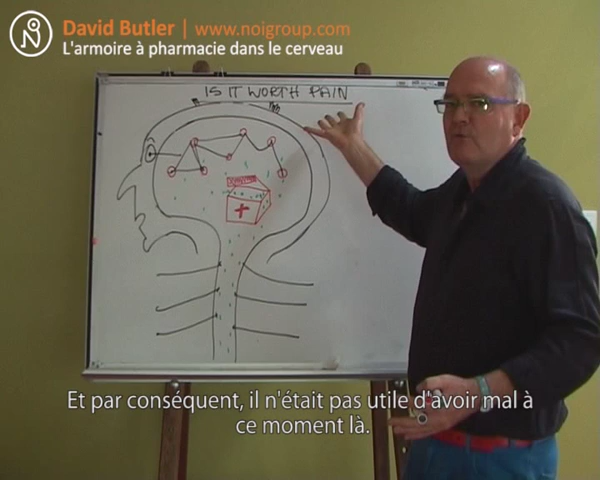 David Butler | www.noigroup.com
L'armoire à pharmacie dans le cerveau
IS IT WORTH PAIN
Et par conséquent, il n'était pas utile d'avoir mal à
ce moment là.